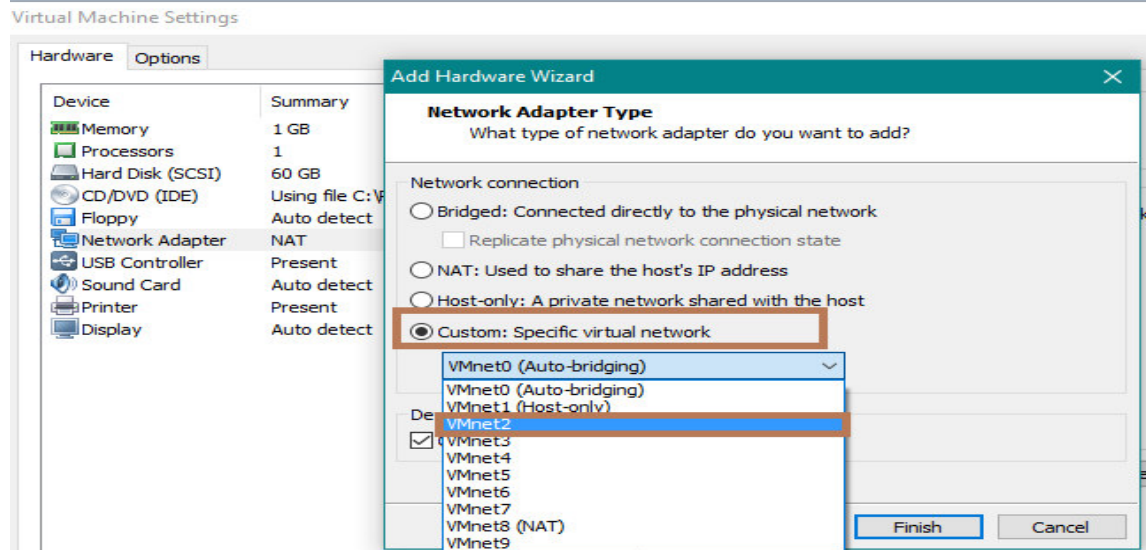 Virtual Machine Settings
Hardware Options
Device Summary
Memory 1 GB
Processors 1
Hard Disk (SCSI) 60 GB
CD/DVD (IDE) Using file C:\
Floppy Auto detect
Network Adapter NAT
USB Controller Present
Sound Card Auto detect
Printer Present
Display Auto detect
Add Hardware Wizard
Network Adapter Type
What type of network adapter do you want to add?
Network connection
Bridged: Connected directly to the physical network
Replicate physical network connection state
NAT: Used to share the host's IP address
Host-only: A private network shared with the host
Custom: Specific virtual network
VMnet0 (Auto-bridging)
VMnet0 (Auto-bridging)
VMnet1 (Host-only)
De
VMnet2
VMnet3
VMnet4
VMnet5
VMnet6
VMnet7
VMnet8 (NAT)
VMnet9
Finish Cancel